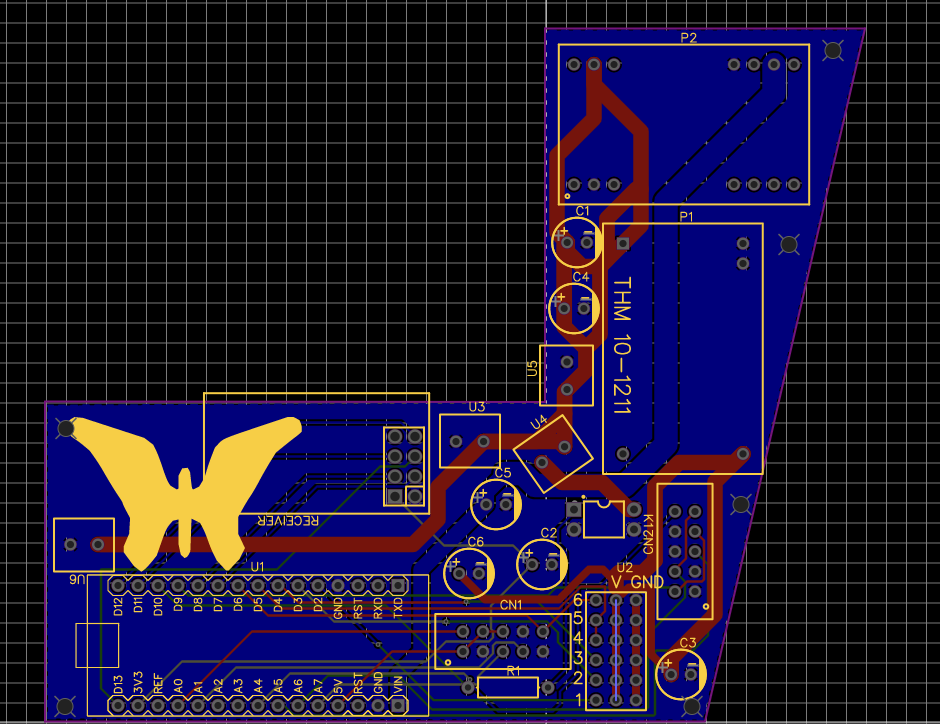 P2
C1
P1
C4
THM 10-1211
U5
U3
U4
C5
RECEIVER
K1
CN2
C2
C6
U6
U1
U2
V GND
D12 D11 D10 D9 D8 D7 D6 D5 D4 D3 D2 GND RST RXD TXD
CN1
6
5
4
3
2
1
C3
R1
D13 3V3 REF A0 A1 A2 A3 A4 A5 A6 A7 5V RST GND VIN